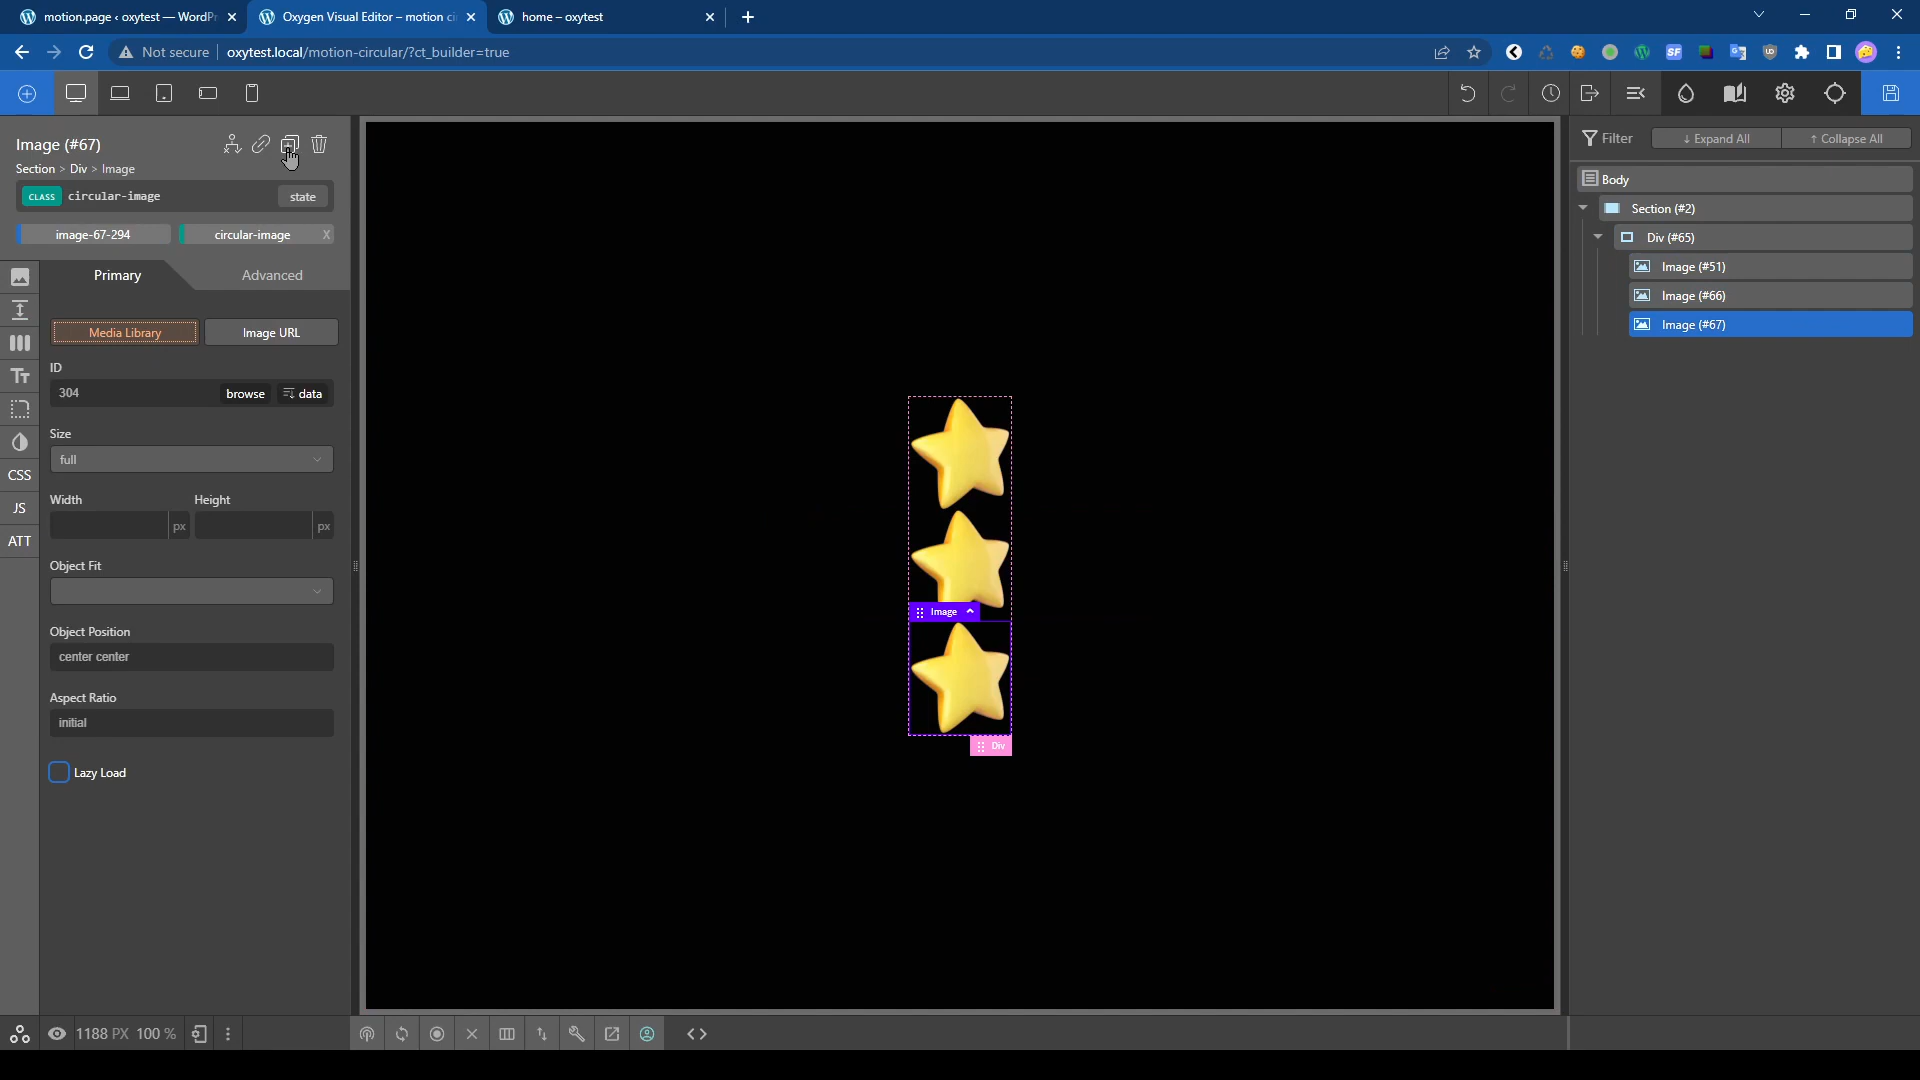 motion.page ‹ oxytest — WordPr
Oxygen Visual Editor – motion ci
home – oxytest
Not secure
oxytest.local/motion-circular/?ct_builder=true
Image (#67)
Section > Div > Image
CLASS circular-image state
image-67-294
circular-image X
Primary
Advanced
Media Library
Image URL
ID
304
browse
data
Size
full
Width
Height
px
px
Object Fit
Object Position
center center
Aspect Ratio
initial
Lazy Load
CSS
JS
ATT
1188 PX 100 %
Image
Div
Filter
↓ Expand All
↑ Collapse All
Body
Section (#2)
Div (#65)
Image (#51)
Image (#66)
Image (#67)